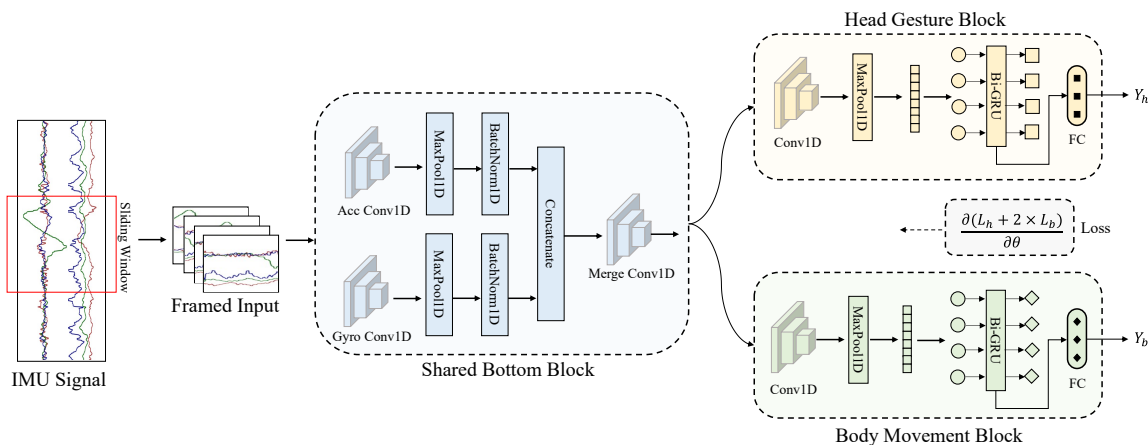 Head Gesture Block
Conv1D
MaxPool1D
Bi-GRU
FC
Y_h
Sliding Window
IMU Signal
Framed Input
Acc Conv1D
MaxPool1D
BatchNorm1D
Concatenate
Merge Conv1D
Gyro Conv1D
MaxPool1D
BatchNorm1D
Shared Bottom Block
∂(L_h + 2 × L_b)
∂θ
Loss
Conv1D
MaxPool1D
Bi-GRU
FC
Y_b
Body Movement Block